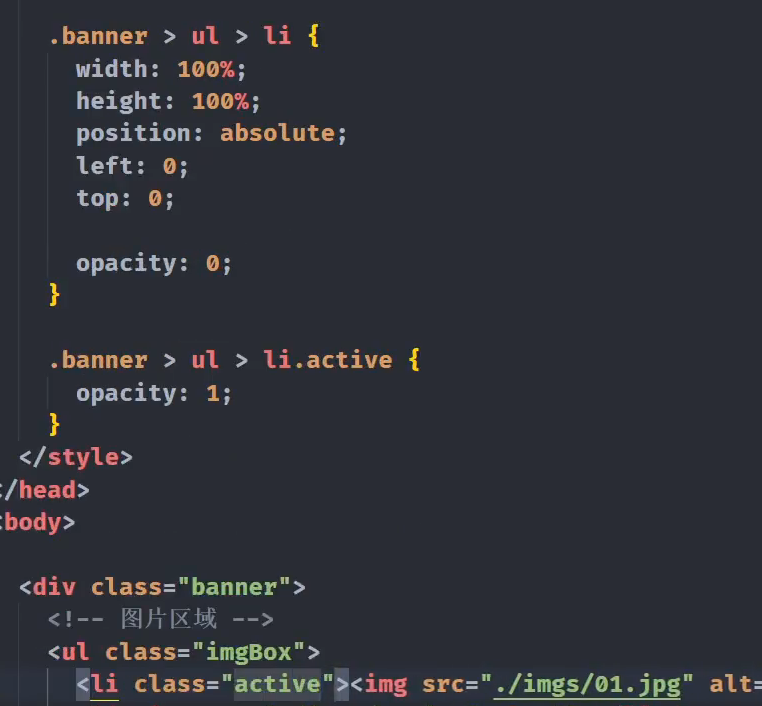 .banner > ul > li {
width: 100%;
height: 100%;
position: absolute;
left: 0;
top: 0;
opacity: 0;
}
.banner > ul > li.active {
opacity: 1;
}
</style>
/head>
body>
<div class="banner">
<!-- 图片区域 -->
<ul class="imgBox">
<li class="active"><img src="./imgs/01.jpg" alt=